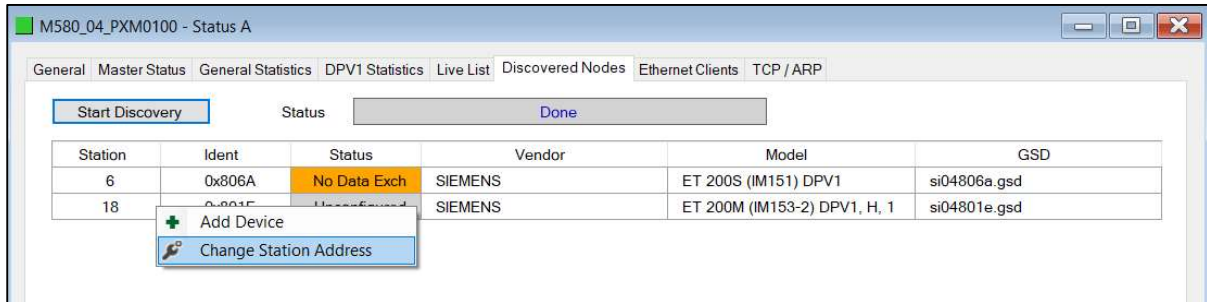 M580_04_PXM0100 - Status A
General Master Status General Statistics DPV1 Statistics Live List Discovered Nodes Ethernet Clients TCP / ARP
Start Discovery Status Done
Station Ident Status Vendor Model GSD
6 0x806A No Data Exch SIEMENS ET 200S (IM151) DPV1 si04806a.gsd
18 0x801E Unconfigured SIEMENS ET 200M (IM153-2) DPV1, H, 1 si04801e.gsd
Add Device
Change Station Address